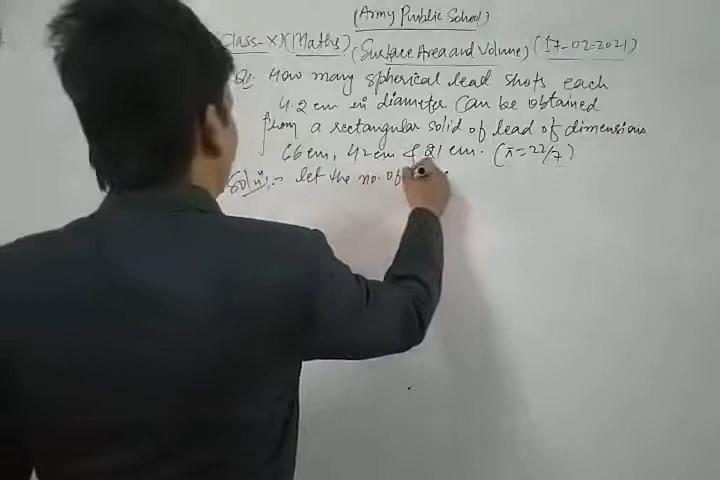 (Army Public School)
Class-X)(Maths) (Surface Area and Volume) (17-02-2021)
Q1. How many spherical lead shots each
4.2 cm in diameter can be obtained
from a rectangular solid of lead of dimensions
66 cm, 42 cm & 21 cm. (π = 22/7)
Solⁿ:- let the no. of